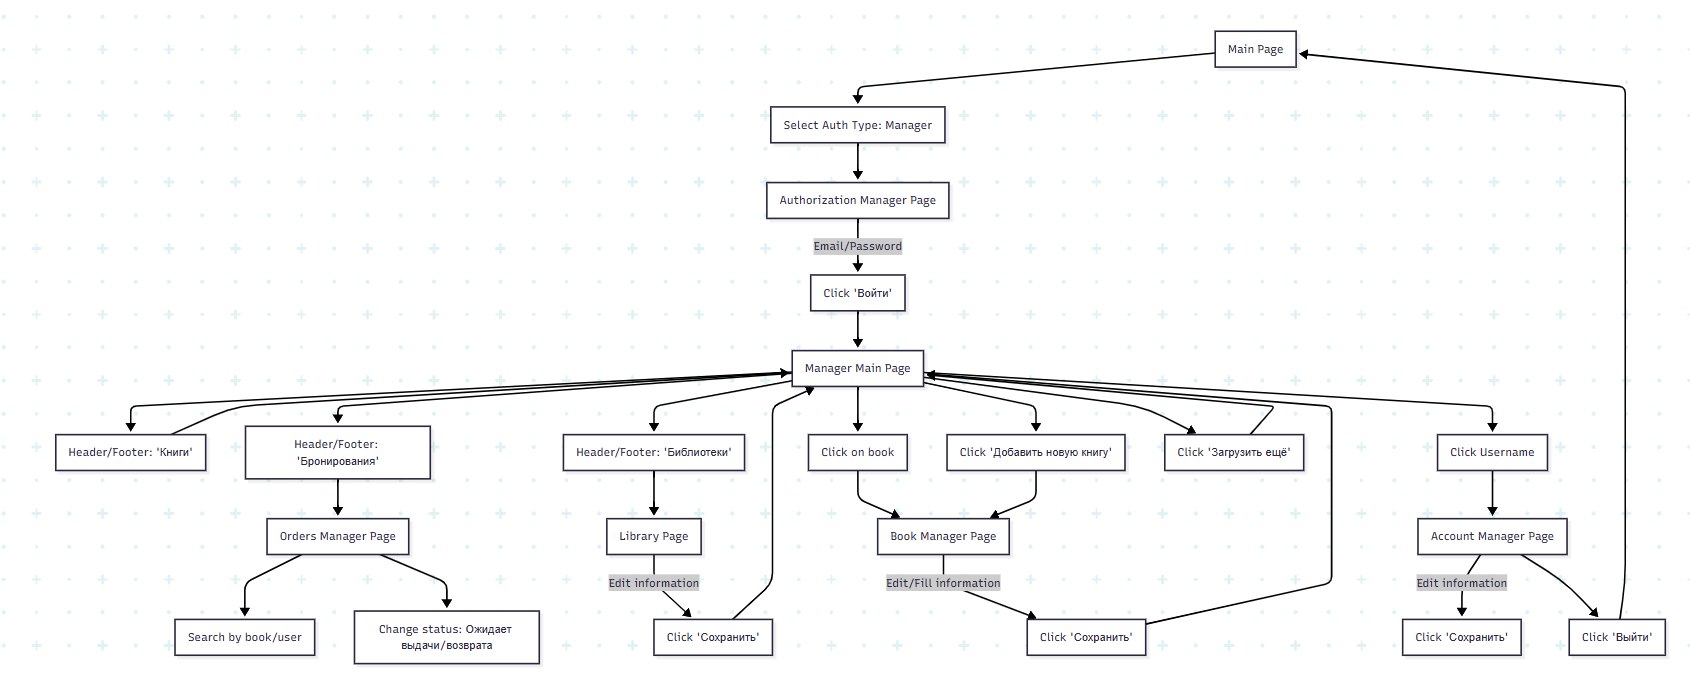 Main Page
Select Auth Type: Manager
Authorization Manager Page
Email/Password
Click 'Войти'
Manager Main Page
Header/Footer: 'Книги'
Header/Footer:
'Бронирования'
Header/Footer: 'Библиотеки'
Click on book
Click 'Добавить новую книгу'
Click 'Загрузить ещё'
Click Username
Orders Manager Page
Library Page
Book Manager Page
Account Manager Page
Edit information
Edit/Fill information
Edit information
Search by book/user
Change status: Ожидает
выдачи/возврата
Click 'Сохранить'
Click 'Сохранить'
Click 'Сохранить'
Click 'Выйти'